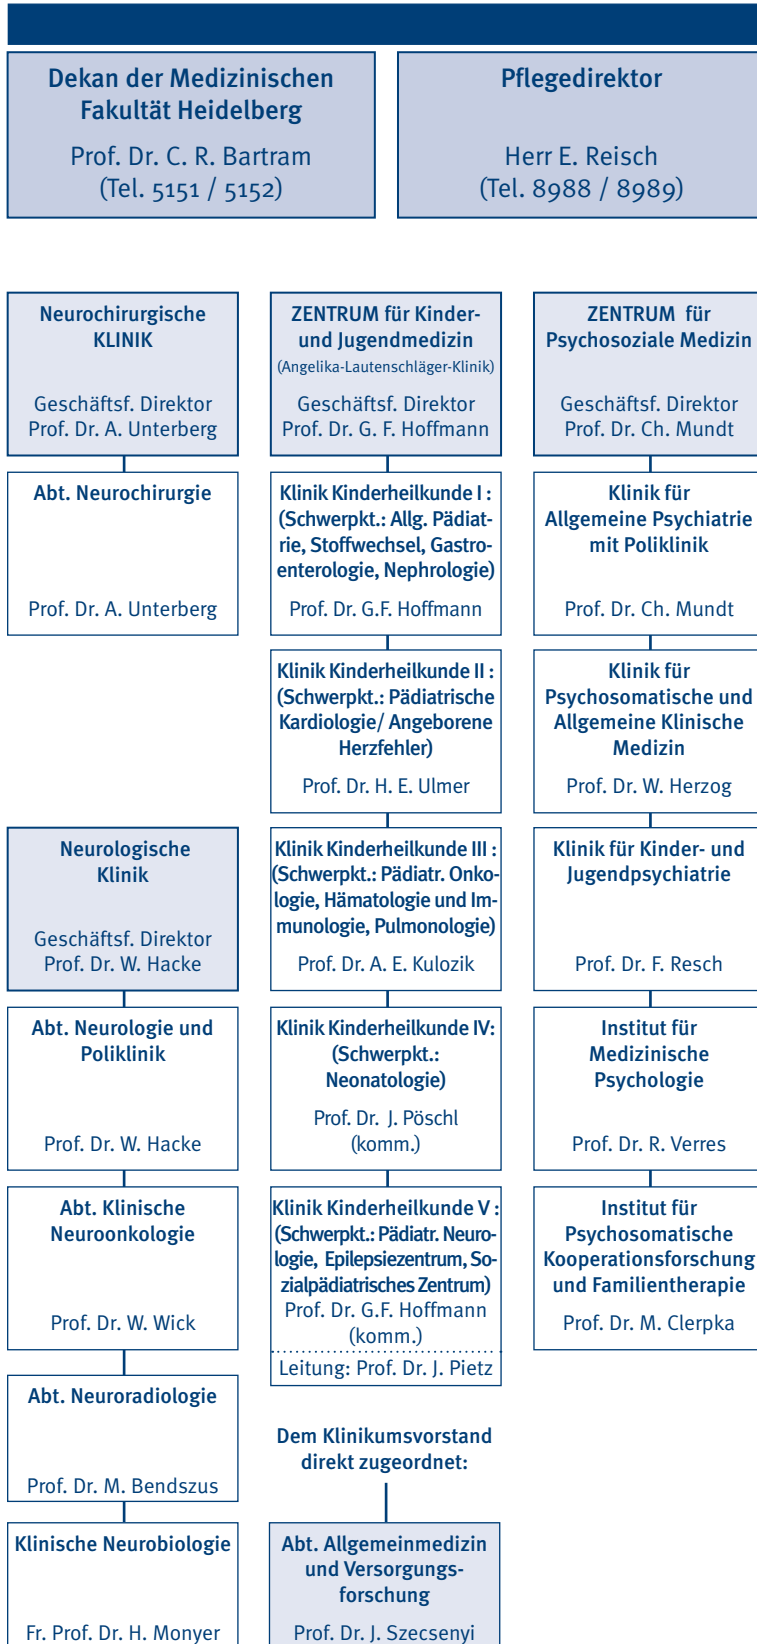 Dekan der Medizinischen
Fakultät Heidelberg
Prof. Dr. C. R. Bartram
(Tel. 5151 / 5152)
Pflegedirektor
Herr E. Reisch
(Tel. 8988 / 8989)
Neurochirurgische
KLINIK
Geschäftsf. Direktor
Prof. Dr. A. Unterberg
Abt. Neurochirurgie
Prof. Dr. A. Unterberg
Neurologische
Klinik
Geschäftsf. Direktor
Prof. Dr. W. Hacke
Abt. Neurologie und
Poliklinik
Prof. Dr. W. Hacke
Abt. Klinische
Neuroonkologie
Prof. Dr. W. Wick
Abt. Neuroradiologie
Prof. Dr. M. Bendszus
Klinische Neurobiologie
Fr. Prof. Dr. H. Monyer
ZENTRUM für Kinder-
und Jugendmedizin
(Angelika-Lautenschläger-Klinik)
Geschäftsf. Direktor
Prof. Dr. G. F. Hoffmann
Klinik Kinderheilkunde I :
(Schwerpkt.: Allg. Pädiat-
rie, Stoffwechsel, Gastro-
enterologie, Nephrologie)
Prof. Dr. G.F. Hoffmann
Klinik Kinderheilkunde II :
(Schwerpkt.: Pädiatrische
Kardiologie/ Angeborene
Herzfehler)
Prof. Dr. H. E. Ulmer
Klinik Kinderheilkunde III :
(Schwerpkt.: Pädiatr. Onko-
logie, Hämatologie und Im-
munologie, Pulmonologie)
Prof. Dr. A. E. Kulozik
Klinik Kinderheilkunde IV:
(Schwerpkt.:
Neonatologie)
Prof. Dr. J. Pöschl
(komm.)
Klinik Kinderheilkunde V :
(Schwerpkt.: Pädiatr. Neuro-
logie, Epilepsiezentrum, So-
zialpädiatrisches Zentrum)
Prof. Dr. G.F. Hoffmann
(komm.)
Leitung: Prof. Dr. J. Pietz
Dem Klinikumsvorstand
direkt zugeordnet:
Abt. Allgemeinmedizin
und Versorgungs-
forschung
Prof. Dr. J. Szecsenyi
ZENTRUM für
Psychosoziale Medizin
Geschäftsf. Direktor
Prof. Dr. Ch. Mundt
Klinik für
Allgemeine Psychiatrie
mit Poliklinik
Prof. Dr. Ch. Mundt
Klinik für
Psychosomatische und
Allgemeine Klinische
Medizin
Prof. Dr. W. Herzog
Klinik für Kinder- und
Jugendpsychiatrie
Prof. Dr. F. Resch
Institut für
Medizinische
Psychologie
Prof. Dr. R. Verres
Institut für
Psychosomatische
Kooperationsforschung
und Familientherapie
Prof. Dr. M. Clerpka